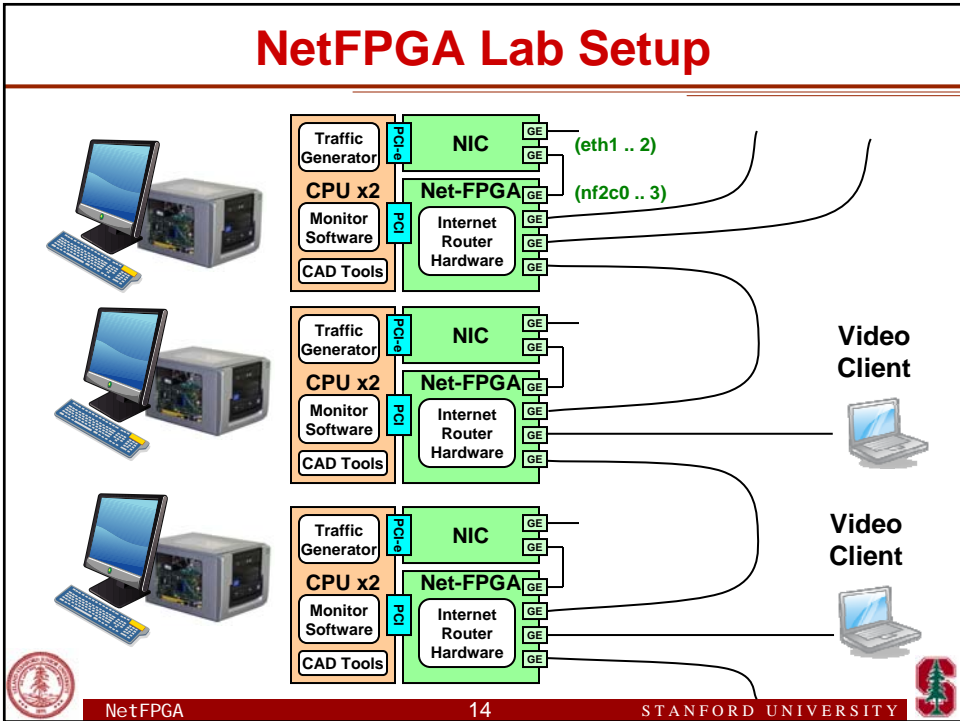 NetFPGA Lab Setup
Traffic
Generator
CPU x2
Monitor
Software
CAD Tools
PCI-e
PCI
NIC
GE
GE
(eth1 .. 2)
Net-FPGA
GE
(nf2c0 .. 3)
Internet
Router
Hardware
GE
GE
GE
Traffic
Generator
CPU x2
Monitor
Software
CAD Tools
PCI-e
PCI
NIC
GE
GE
Net-FPGA
GE
Internet
Router
Hardware
GE
GE
GE
Video
Client
Traffic
Generator
CPU x2
Monitor
Software
CAD Tools
PCI-e
PCI
NIC
GE
GE
Net-FPGA
GE
Internet
Router
Hardware
GE
GE
GE
Video
Client
NetFPGA
14
STANFORD UNIVERSITY